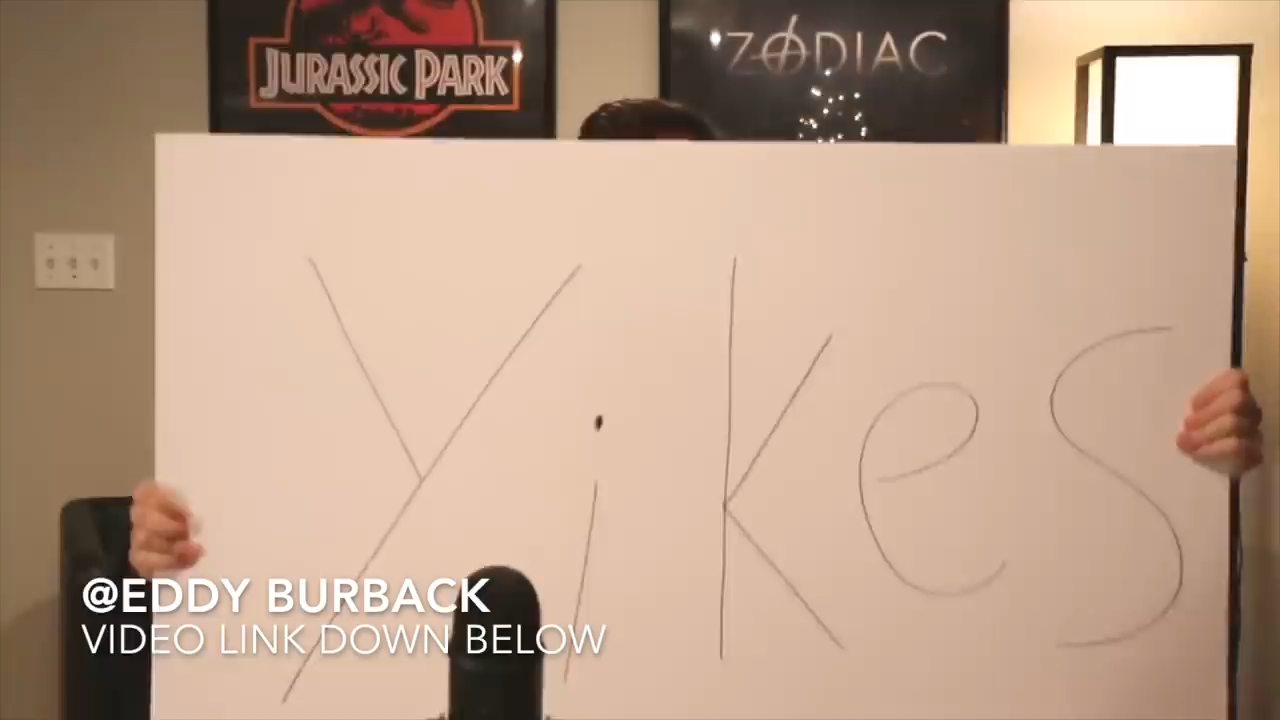 JURASSIC PARK
ZODIAC
Yikes
@EDDY BURBACK
VIDEO LINK DOWN BELOW